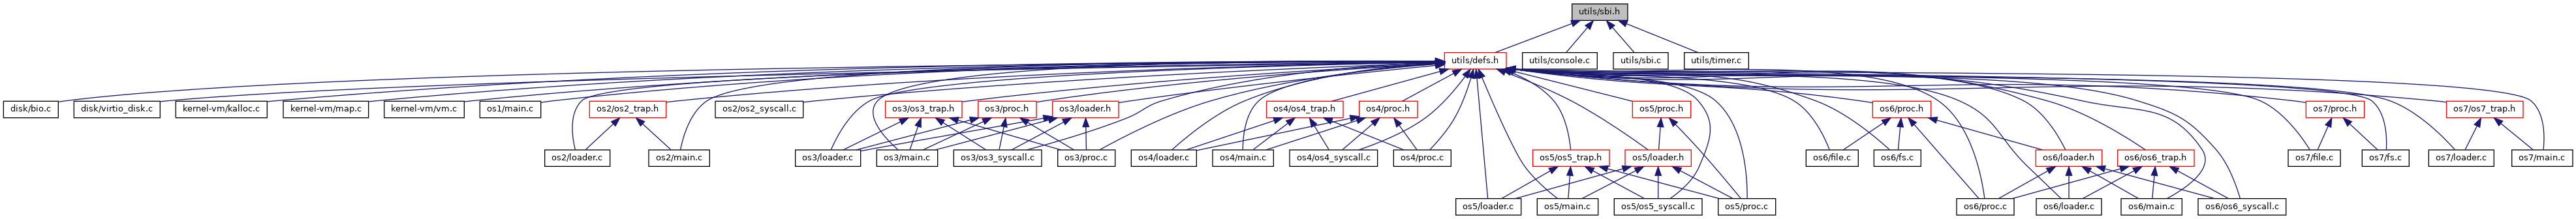 utils/sbi.h
utils/defs.h
utils/console.c
utils/sbi.c
utils/timer.c
disk/bio.c
disk/virtio_disk.c
kernel-vm/kalloc.c
kernel-vm/map.c
kernel-vm/vm.c
os1/main.c
os2/os2_trap.h
os2/os2_syscall.c
os3/os3_trap.h
os3/proc.h
os3/loader.h
os4/os4_trap.h
os4/proc.h
os5/proc.h
os6/proc.h
os7/proc.h
os7/os7_trap.h
os2/loader.c
os2/main.c
os3/loader.c
os3/main.c
os3/os3_syscall.c
os3/proc.c
os4/loader.c
os4/main.c
os4/os4_syscall.c
os4/proc.c
os5/os5_trap.h
os5/loader.h
os6/file.c
os6/fs.c
os6/loader.h
os6/os6_trap.h
os7/file.c
os7/fs.c
os7/loader.c
os7/main.c
os5/loader.c
os5/main.c
os5/os5_syscall.c
os5/proc.c
os6/proc.c
os6/loader.c
os6/main.c
os6/os6_syscall.c